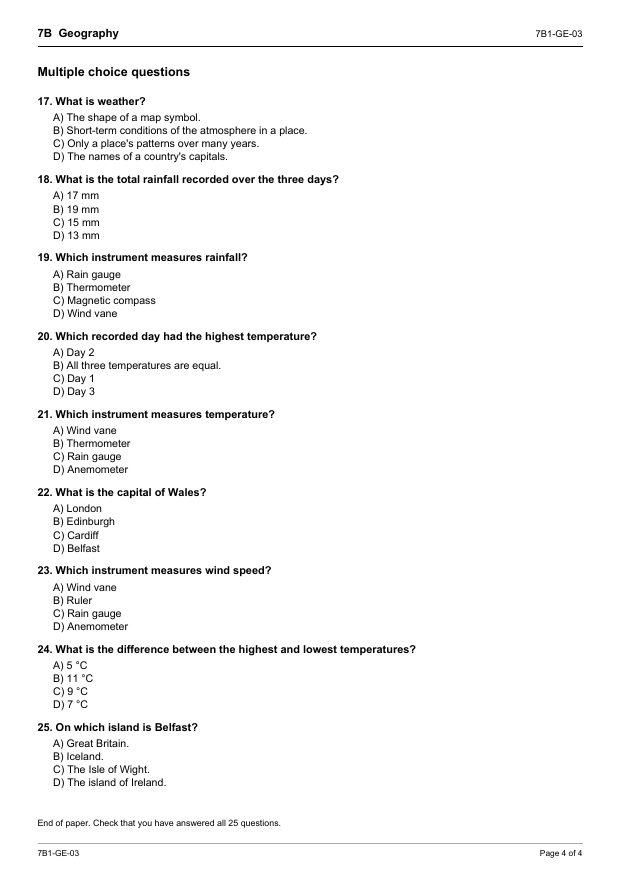 7B Geography
7B1-GE-03
Multiple choice questions
17. What is weather?
A) The shape of a map symbol.
B) Short-term conditions of the atmosphere in a place.
C) Only a place's patterns over many years.
D) The names of a country's capitals.
18. What is the total rainfall recorded over the three days?
A) 17 mm
B) 19 mm
C) 15 mm
D) 13 mm
19. Which instrument measures rainfall?
A) Rain gauge
B) Thermometer
C) Magnetic compass
D) Wind vane
20. Which recorded day had the highest temperature?
A) Day 2
B) All three temperatures are equal.
C) Day 1
D) Day 3
21. Which instrument measures temperature?
A) Wind vane
B) Thermometer
C) Rain gauge
D) Anemometer
22. What is the capital of Wales?
A) London
B) Edinburgh
C) Cardiff
D) Belfast
23. Which instrument measures wind speed?
A) Wind vane
B) Ruler
C) Rain gauge
D) Anemometer
24. What is the difference between the highest and lowest temperatures?
A) 5 °C
B) 11 °C
C) 9 °C
D) 7 °C
25. On which island is Belfast?
A) Great Britain.
B) Iceland.
C) The Isle of Wight.
D) The island of Ireland.
End of paper. Check that you have answered all 25 questions.
7B1-GE-03
Page 4 of 4